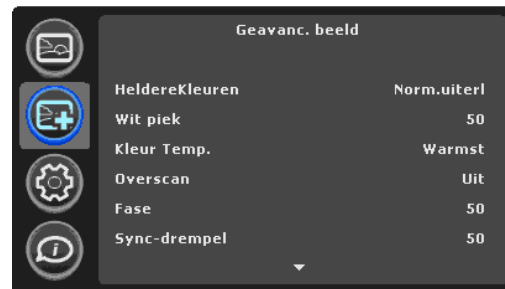 Geavanc. beeld
HeldereKleuren Norm.uiterl
Wit piek 50
Kleur Temp. Warmst
Overscan Uit
Fase 50
Sync-drempel 50